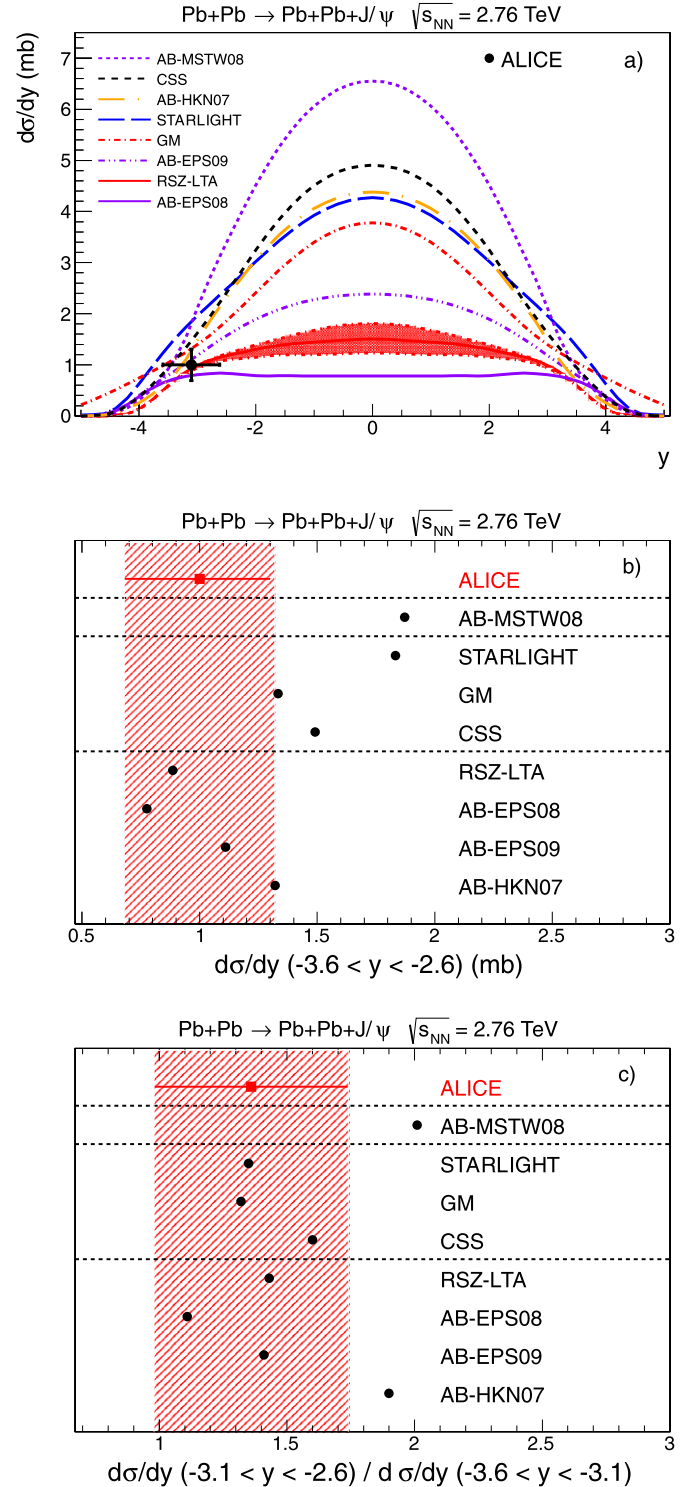 Pb+Pb → Pb+Pb+J/ψ √sNN = 2.76 TeV
dσ/dy (mb)
7
6
5
4
3
2
1
0
AB-MSTW08
CSS
AB-HKN07
STARLIGHT
GM
AB-EPS09
RSZ-LTA
AB-EPS08
ALICE
a)
-4 -2 0 2 4
y
Pb+Pb → Pb+Pb+J/ψ √sNN = 2.76 TeV
b)
ALICE
AB-MSTW08
STARLIGHT
GM
CSS
RSZ-LTA
AB-EPS08
AB-EPS09
AB-HKN07
0.5 1 1.5 2 2.5 3
dσ/dy (-3.6 < y < -2.6) (mb)
Pb+Pb → Pb+Pb+J/ψ √sNN = 2.76 TeV
c)
ALICE
AB-MSTW08
STARLIGHT
GM
CSS
RSZ-LTA
AB-EPS08
AB-EPS09
AB-HKN07
1 1.5 2 2.5 3
dσ/dy (-3.1 < y < -2.6) / d σ/dy (-3.6 < y < -3.1)